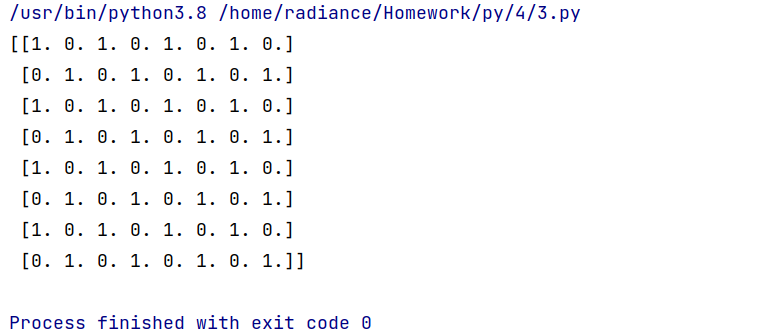 /usr/bin/python3.8 /home/radiance/Homework/py/4/3.py
[[1. 0. 1. 0. 1. 0. 1. 0.]
 [0. 1. 0. 1. 0. 1. 0. 1.]
 [1. 0. 1. 0. 1. 0. 1. 0.]
 [0. 1. 0. 1. 0. 1. 0. 1.]
 [1. 0. 1. 0. 1. 0. 1. 0.]
 [0. 1. 0. 1. 0. 1. 0. 1.]
 [1. 0. 1. 0. 1. 0. 1. 0.]
 [0. 1. 0. 1. 0. 1. 0. 1.]]
Process finished with exit code 0